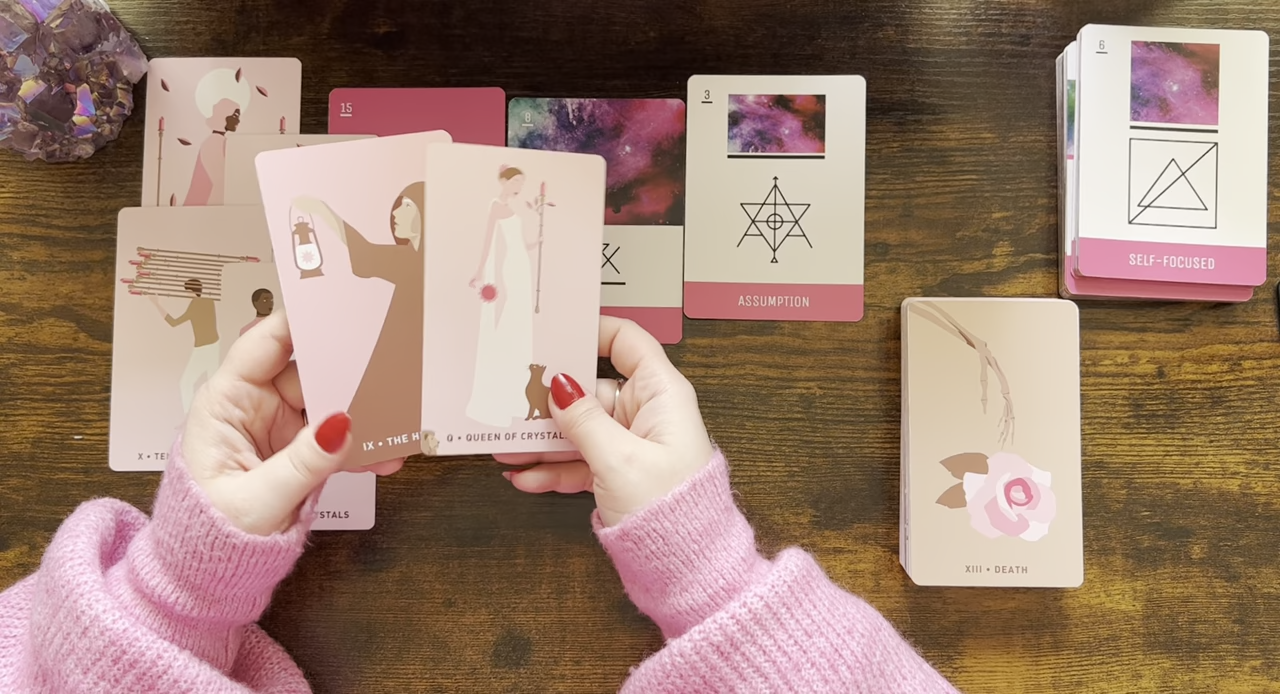 15
8
3
ASSUMPTION
6
SELF-FOCUSED
IX • THE H
Q • QUEEN OF CRYSTAL
X • TE
STALS
XIII • DEATH